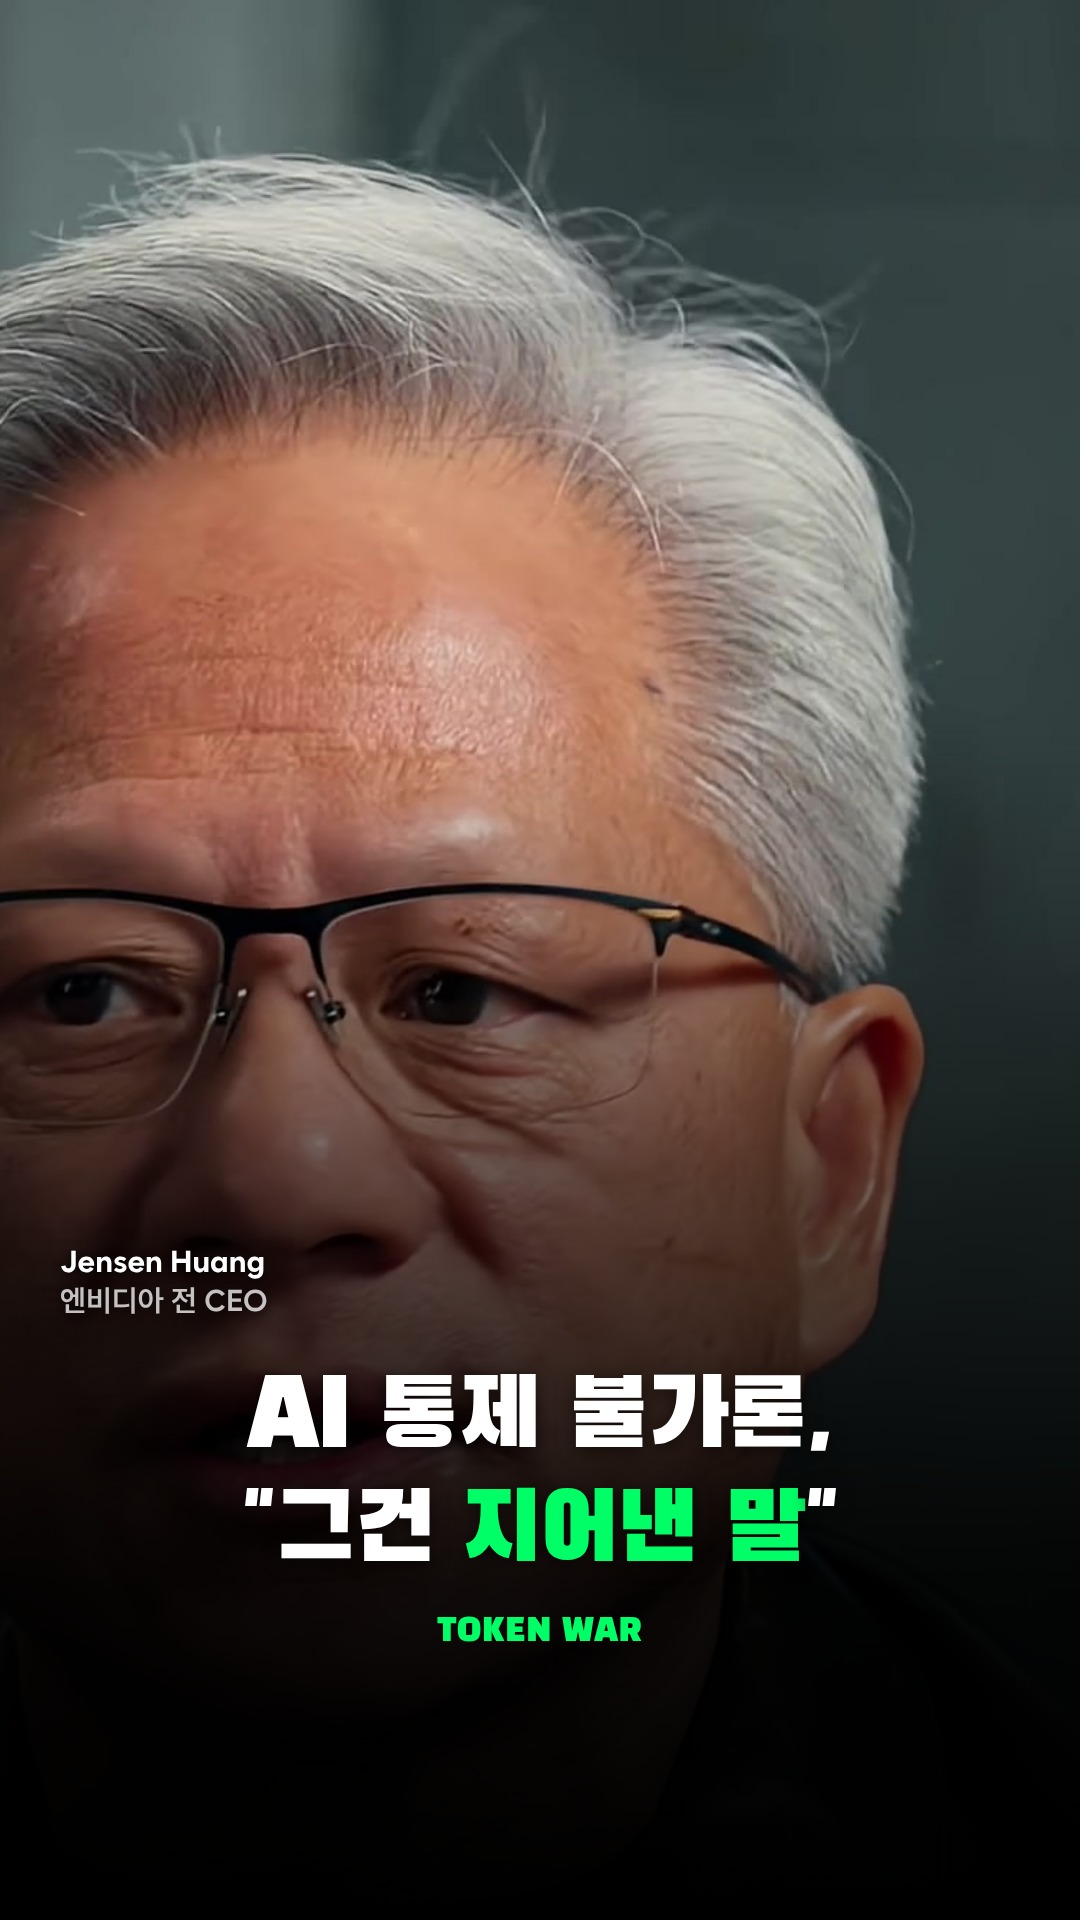 Jensen Huang
엔비디아 전 CEO
AI 통제 불가론,
"그건 지어낸 말"
TOKEN WAR